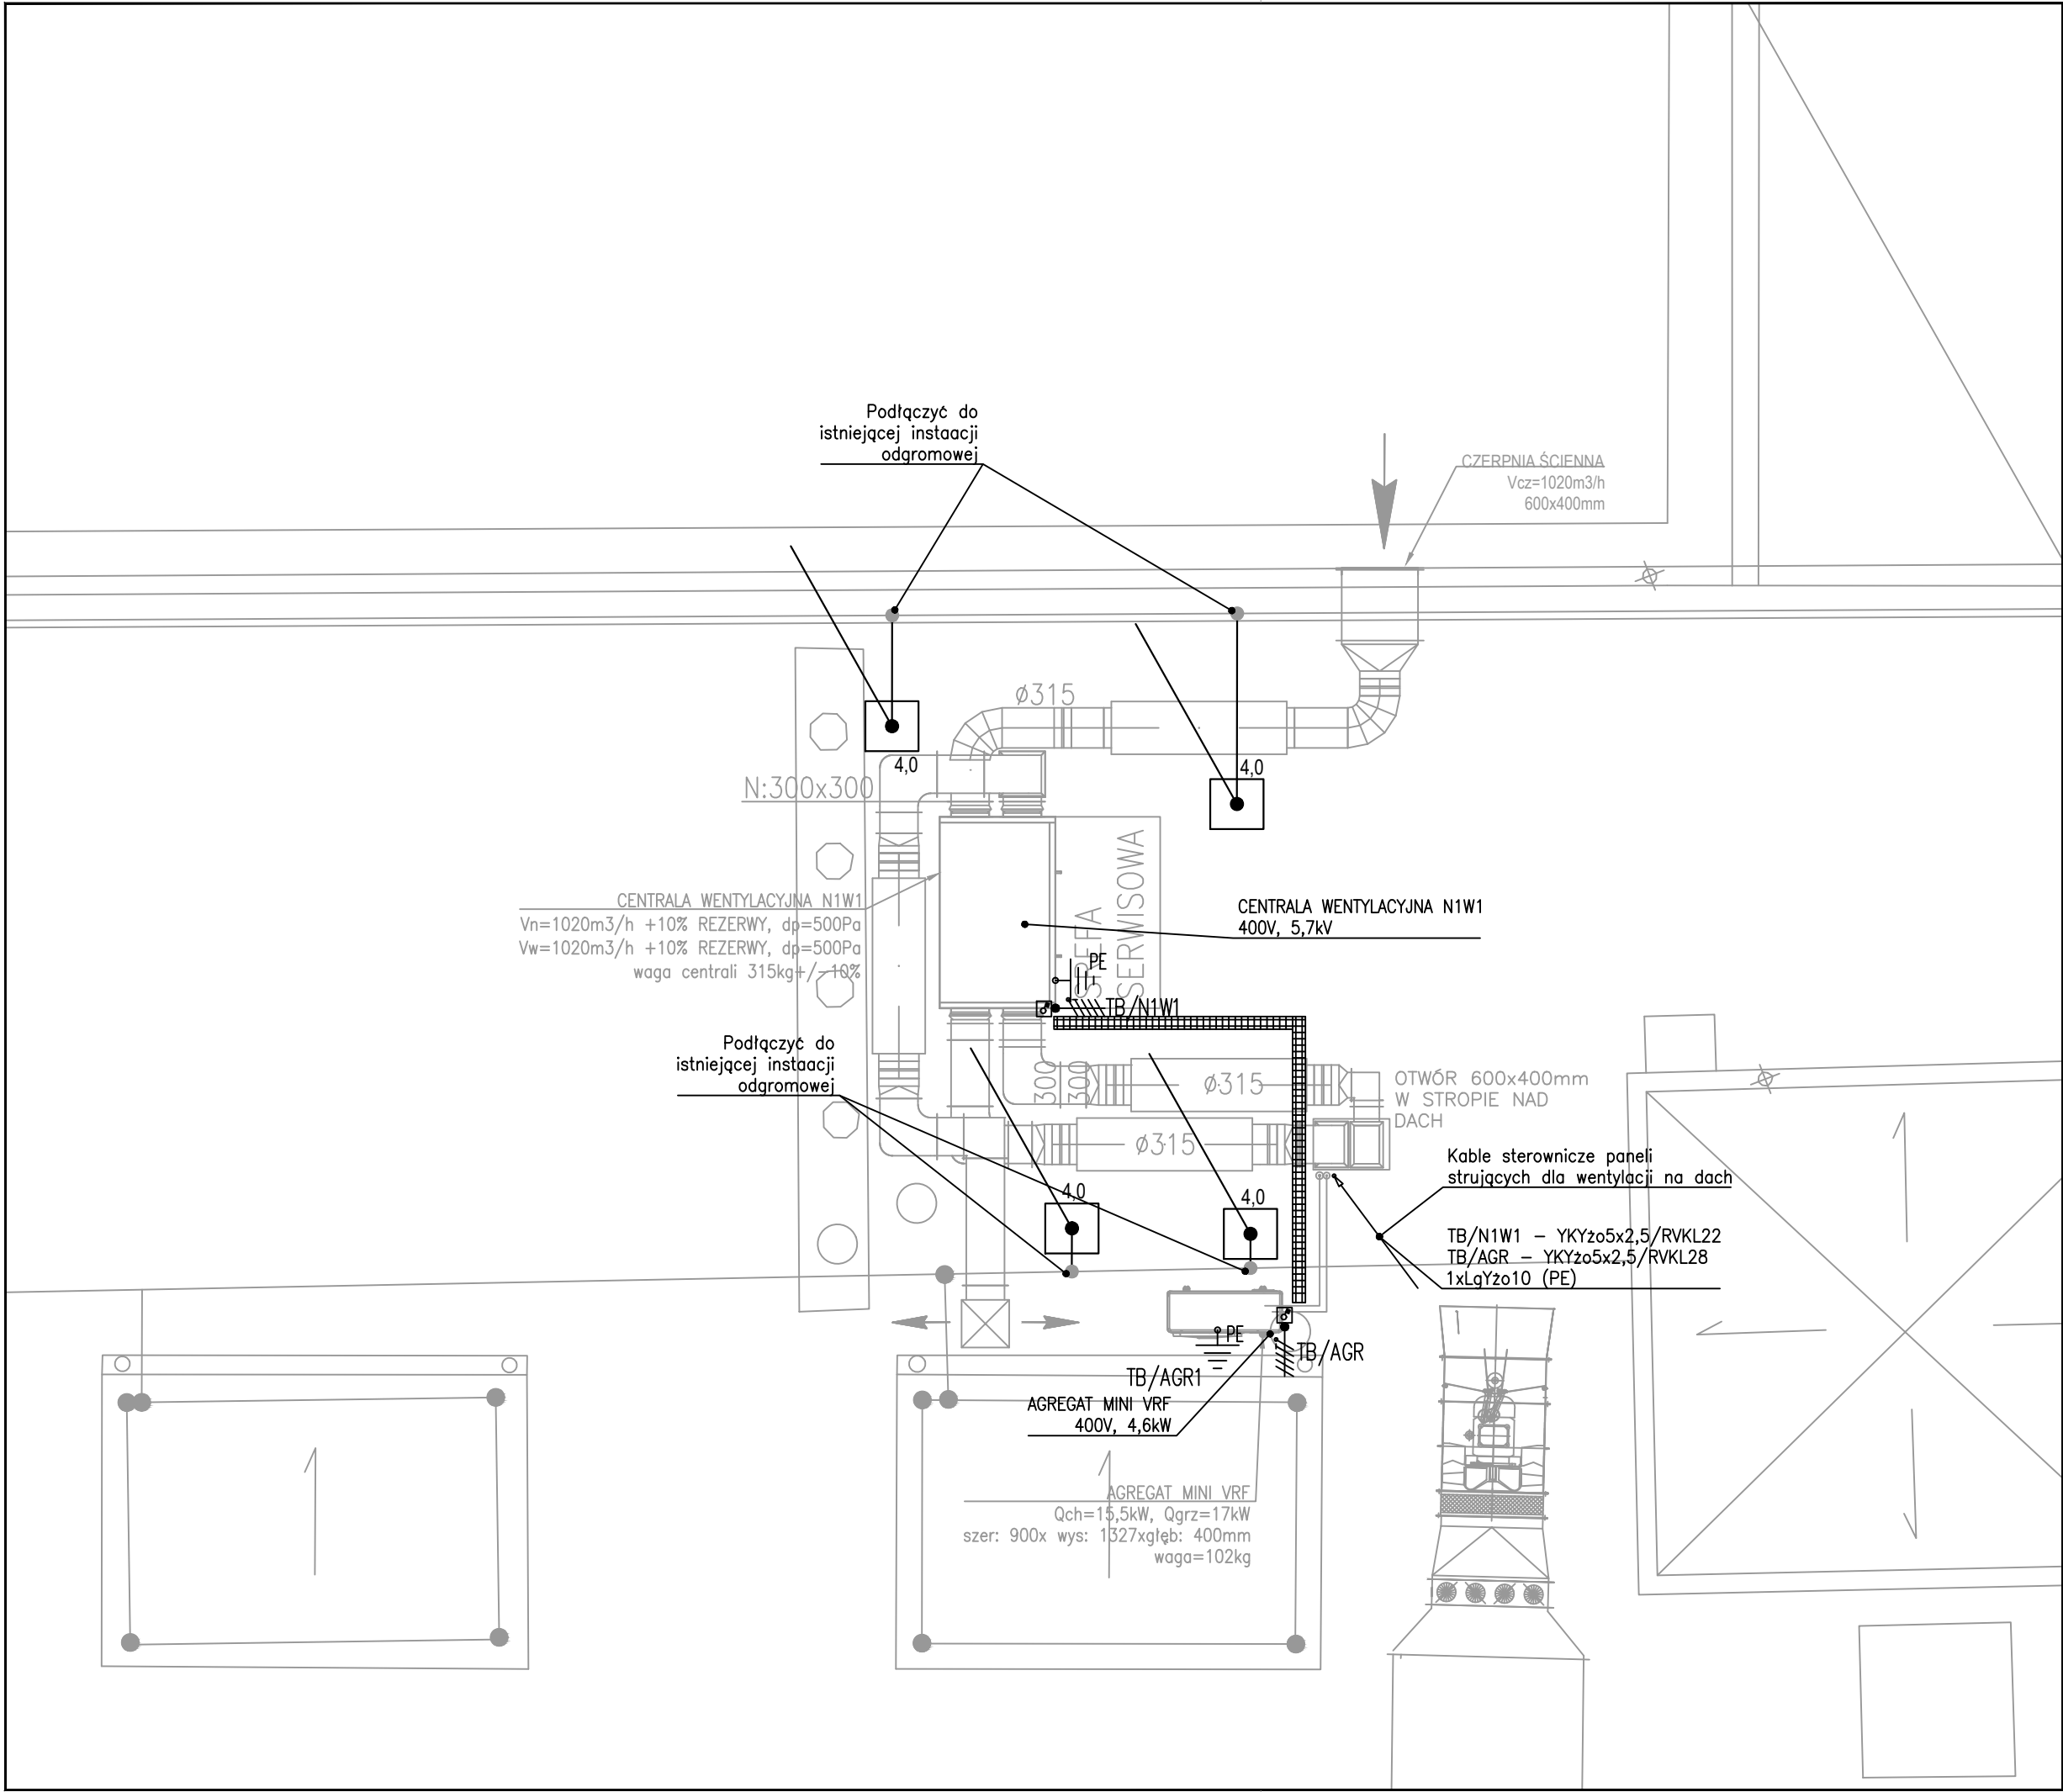 Podłączyć do
istniejącej instaacji
odgromowej
CZERPNIA ŚCIENNA
Vcz=1020m3/h
600x400mm
ø315
4,0
4,0
N:300x300
CENTRALA WENTYLACYJNA N1W1
Vn=1020m3/h +10% REZERWY, dp=500Pa
Vw=1020m3/h +10% REZERWY, dp=500Pa
waga centrali 315kg+/-10%
STREFA
SERWISOWA
CENTRALA WENTYLACYJNA N1W1
400V, 5,7kV
PE
TB/N1W1
Podłączyć do
istniejącej instaacji
odgromowej
300
300
ø315
ø315
OTWÓR 600x400mm
W STROPIE NAD
DACH
Kable sterownicze paneli
strujących dla wentylacji na dach
TB/N1W1 – YKYżo5x2,5/RVKL22
TB/AGR – YKYżo5x2,5/RVKL28
1xLgYżo10 (PE)
4,0
4,0
PE
TB/AGR
TB/AGR1
AGREGAT MINI VRF
400V, 4,6kW
AGREGAT MINI VRF
Qch=15,5kW, Qgrz=17kW
szer: 900x wys: 1327xgłęb: 400mm
waga=102kg